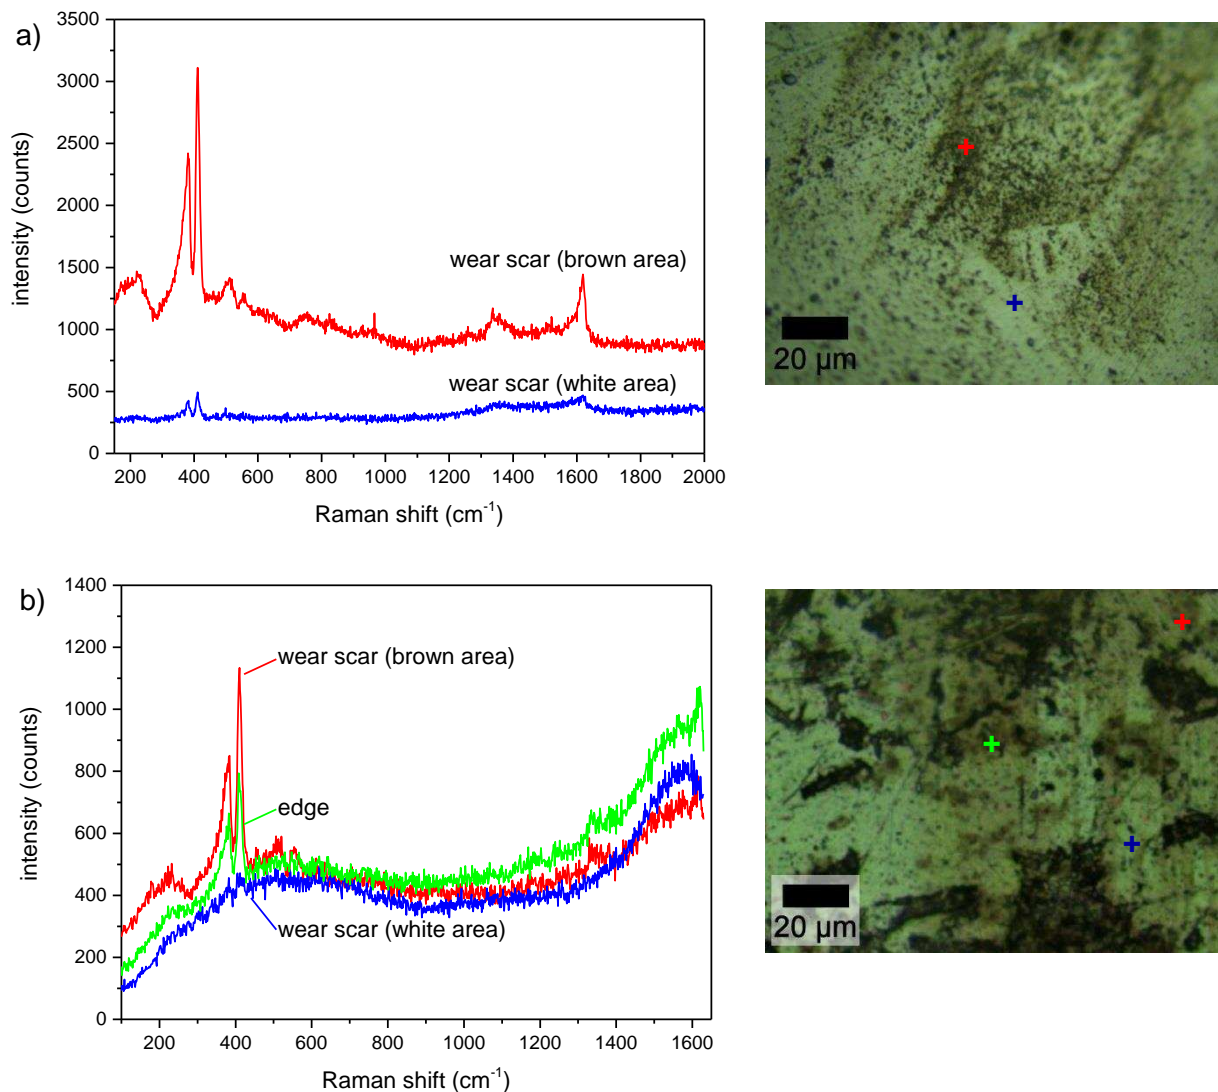 a)
3500
3000
2500
2000
1500
1000
500
0
intensity (counts)
wear scar (brown area)
wear scar (white area)
200 400 600 800 1000 1200 1400 1600 1800 2000
Raman shift (cm⁻¹)
20 µm
b)
1400
1200
1000
800
600
400
200
0
intensity (counts)
wear scar (brown area)
edge
wear scar (white area)
200 400 600 800 1000 1200 1400 1600
Raman shift (cm⁻¹)
20 µm